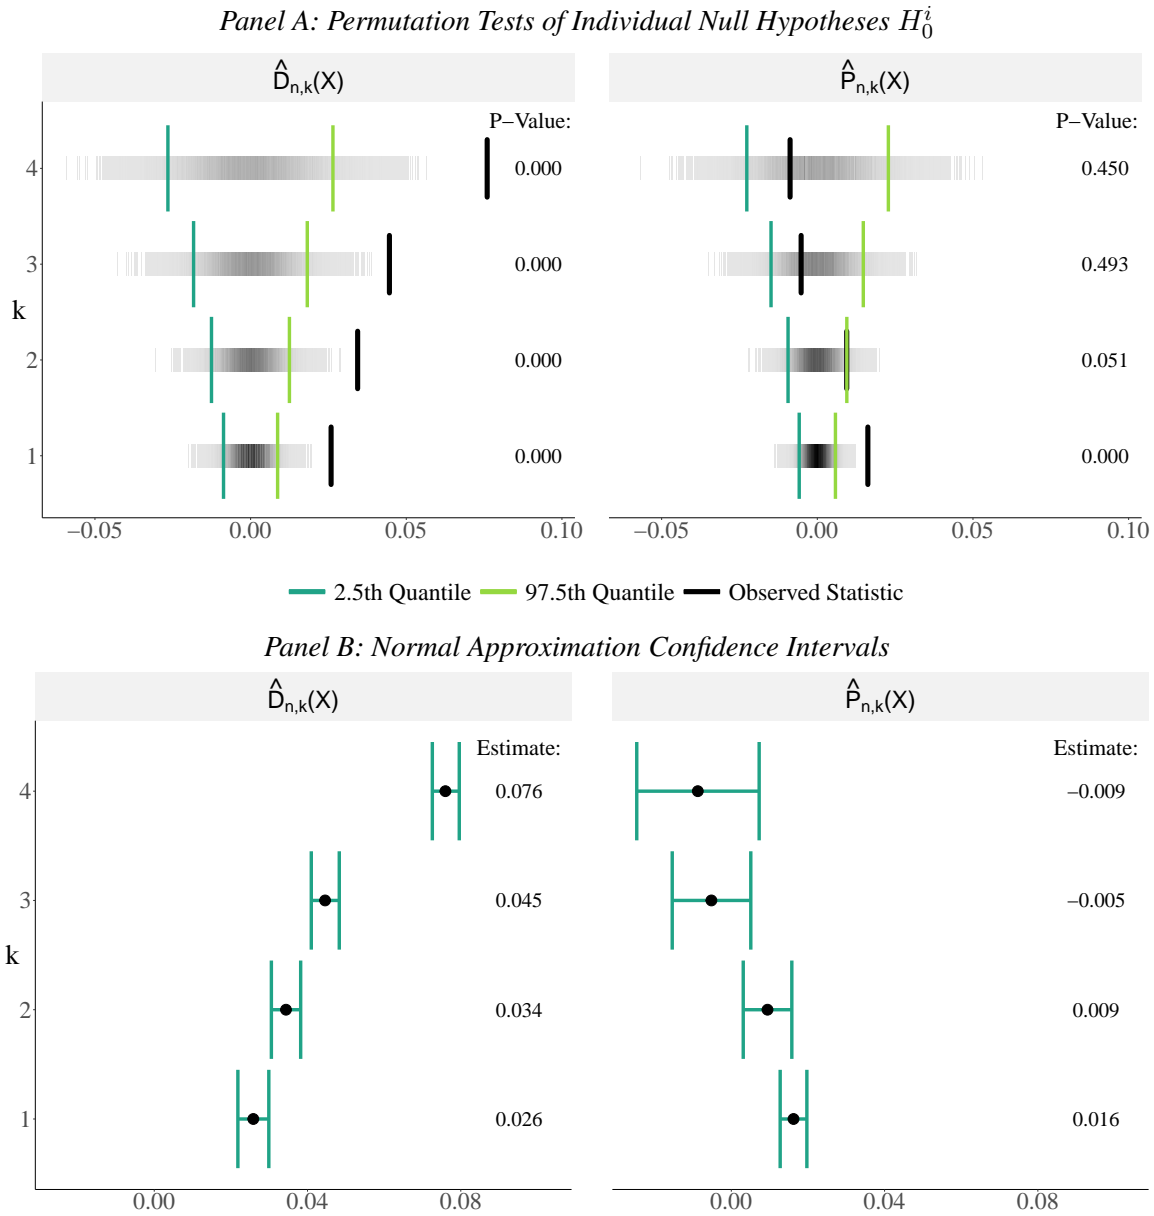 Panel A: Permutation Tests of Individual Null Hypotheses H₀ⁱ
D̂n,k(X) P̂n,k(X)
P−Value: P−Value:
4 0.000 0.450
3 0.000 0.493
k
2 0.000 0.051
1 0.000 0.000
−0.05 0.00 0.05 0.10 −0.05 0.00 0.05 0.10
2.5th Quantile 97.5th Quantile Observed Statistic
Panel B: Normal Approximation Confidence Intervals
D̂n,k(X) P̂n,k(X)
Estimate: Estimate:
4 0.076 −0.009
3 0.045 −0.005
k
2 0.034 0.009
1 0.026 0.016
0.00 0.04 0.08 0.00 0.04 0.08